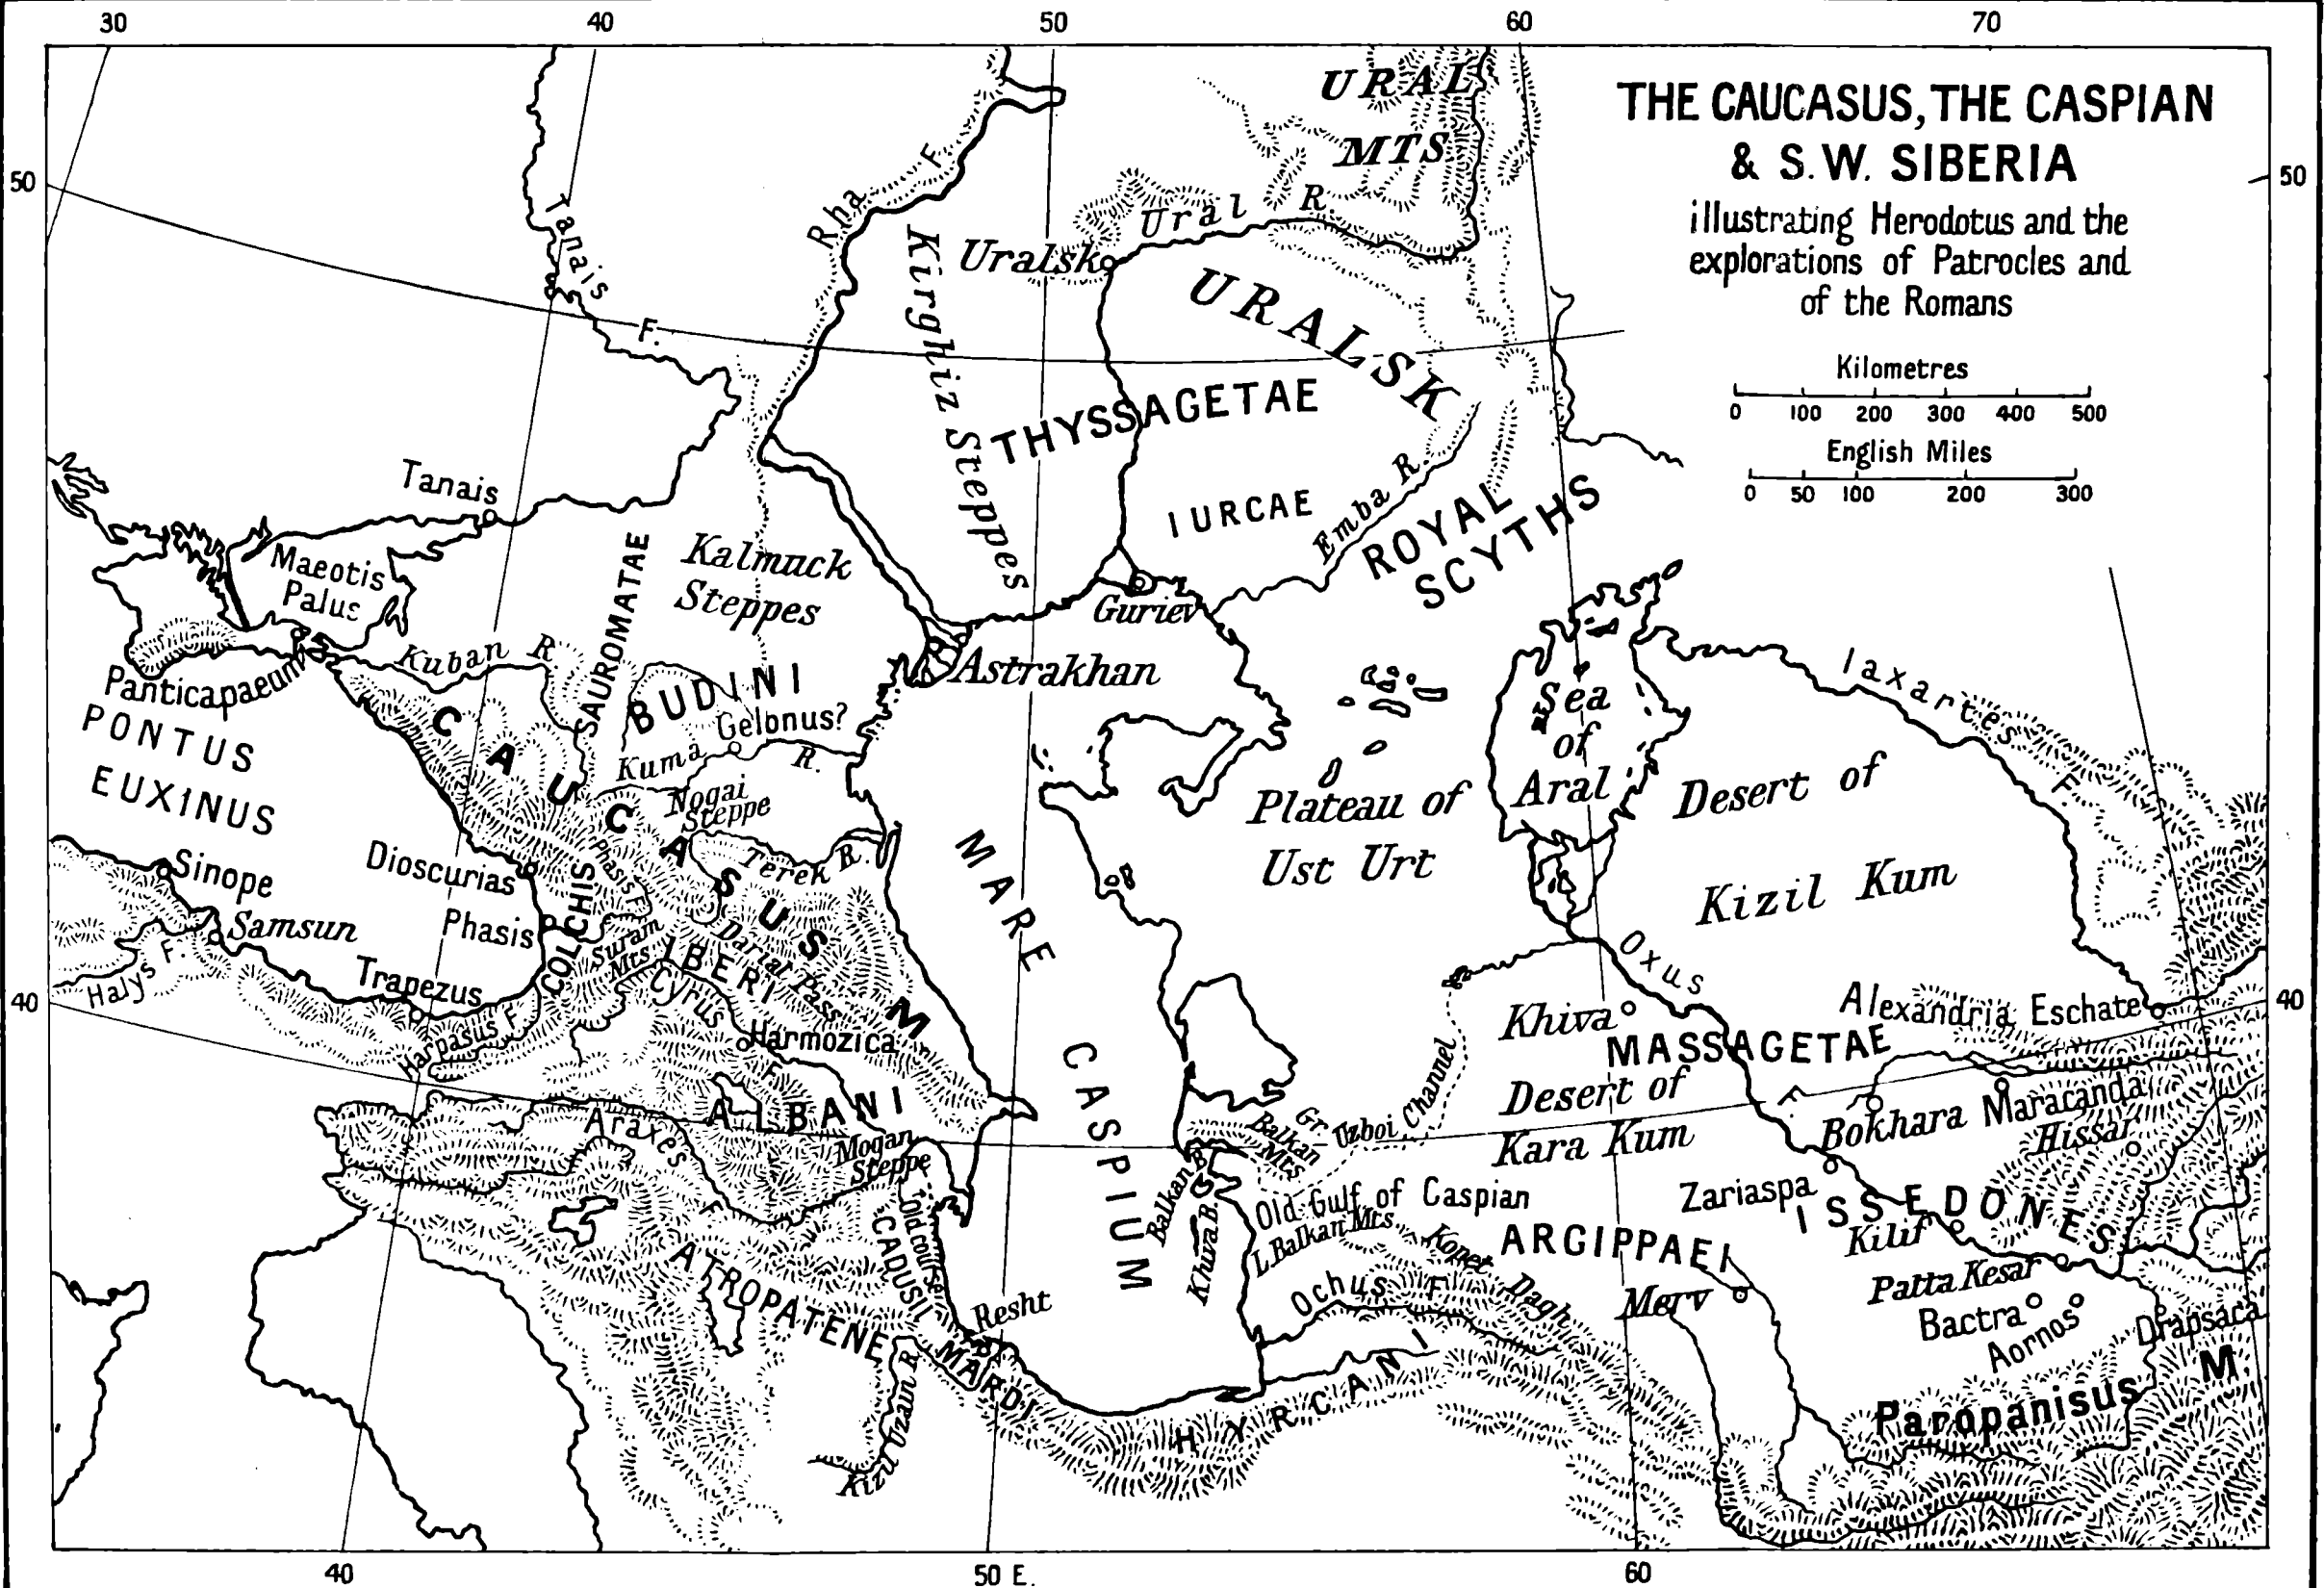 30 40 50 60 70
THE CAUCASUS, THE CASPIAN
& S.W. SIBERIA
illustrating Herodotus and the
explorations of Patrocles and
of the Romans
Kilometres
0 100 200 300 400 500
English Miles
0 50 100 200 300
50
50
URAL
MTS
Rha F.
Ural R.
Uralsk
URALSK
Tanais
F.
Kirghiz Steppes
THYSSAGETAE
IURCAE
Emba R.
ROYAL
SCYTHS
Tanais
Maeotis
Palus
SAUROMATAE
Kalmuck
Steppes
Guriev
Astrakhan
Kuban R
Panticapaeum
PONTUS
EUXINUS
BUDINI
Gelonus?
Kuma R.
Nogai
Steppe
Sea
of
Aral
Iaxartes F.
Plateau of
Ust Urt
Desert of
Kizil Kum
CAUCASUS M.
Terek R.
MARE
CASPIUM
Sinope
Samsun
Halys F.
Dioscurias
Phasis
Phasis F.
COLCHIS
Suram
Mts
IBERI
Darial Pass
Trapezus
Harpasus F.
Cyrus
F.
Harmozica
40
40
Oxus
F.
Khiva
Alexandria Eschate
MASSAGETAE
Desert of
Kara Kum
Bokhara
Maracanda
Hissar
ALBANI
Araxes
F.
Mogan
Steppe
Old course
CADUSII
Gr.
Balkan
Mts
Uzboi Channel
Balkan B.
Khiva B.
Old Gulf of Caspian
L. Balkan Mts.
Kopet Dagh
ARGIPPAEI
Zariaspa
ISSEDONES
Kilif
Patta Kesar
Bactra
Aornos
Drapsaca
Merv
Ochus F
ATROPATENE
Resht
MARDI
Kizil Uzan R
HYRCANI
Paropanisus M.
40 50 E. 60